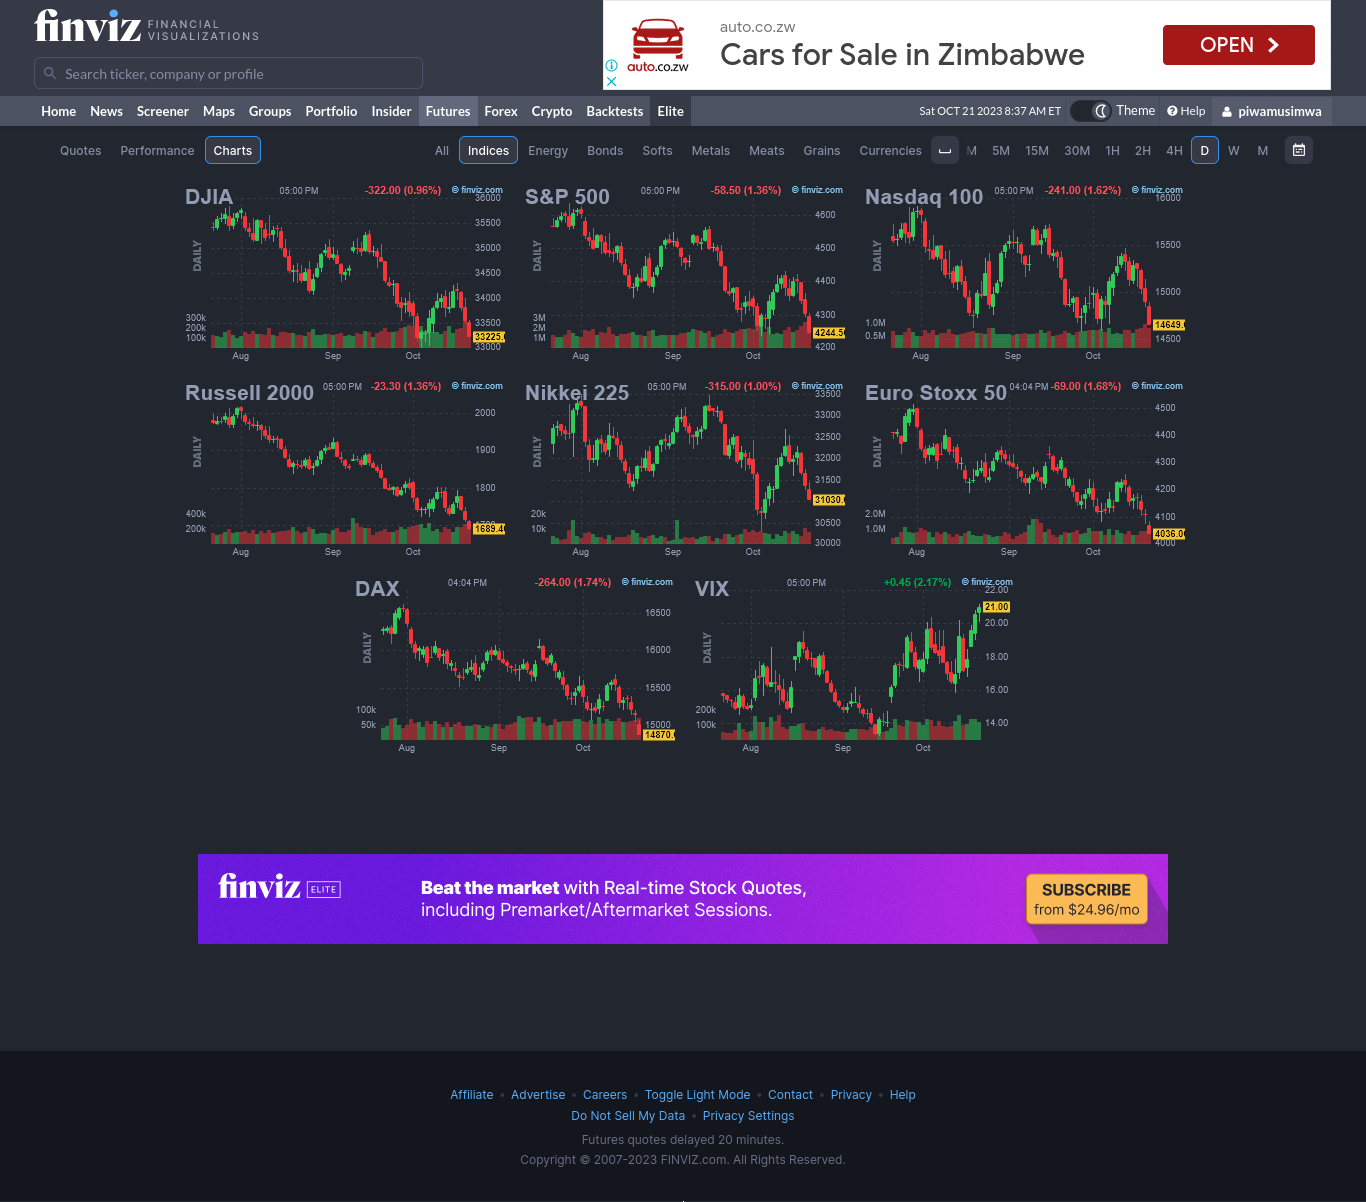 finviz FINANCIAL
VISUALIZATIONS
Search ticker, company or profile
auto.co.zw
auto.co.zw
Cars for Sale in Zimbabwe
OPEN
Home News Screener Maps Groups Portfolio Insider Futures Forex Crypto Backtests Elite Sat OCT 21 2023 8:37 AM ET Theme Help piwamusimwa
Quotes Performance Charts All Indices Energy Bonds Softs Metals Meats Grains Currencies M 5M 15M 30M 1H 2H 4H D W M
DJIA 05:00 PM -322.00 (0.96%) © finviz.com
36000
35500
35000
34500
34000
33500
33225.
33000
DAILY
300k
200k
100k
Aug Sep Oct
S&P 500 05:00 PM -58.50 (1.36%) © finviz.com
4600
4500
4400
4300
4244.50
4200
DAILY
3M
2M
1M
Aug Sep Oct
Nasdaq 100 05:00 PM -241.00 (1.62%) © finviz.com
16000
15500
15000
14649.
14500
DAILY
1.0M
0.5M
Aug Sep Oct
Russell 2000 05:00 PM -23.30 (1.36%) © finviz.com
2000
1900
1800
1689.4
DAILY
400k
200k
Aug Sep Oct
Nikkei 225 05:00 PM -315.00 (1.00%) © finviz.com
33500
33000
32500
32000
31500
31030.
30500
30000
DAILY
20k
10k
Aug Sep Oct
Euro Stoxx 50 04:04 PM -69.00 (1.68%) © finviz.com
4500
4400
4300
4200
4100
4036.00
4000
DAILY
2.0M
1.0M
Aug Sep Oct
DAX 04:04 PM -264.00 (1.74%) © finviz.com
16500
16000
15500
15000
14870.
DAILY
100k
50k
Aug Sep Oct
VIX 05:00 PM +0.45 (2.17%) © finviz.com
22.00
21.00
20.00
18.00
16.00
14.00
DAILY
200k
100k
Aug Sep Oct
finviz ELITE
Beat the market with Real-time Stock Quotes,
including Premarket/Aftermarket Sessions.
SUBSCRIBE
from $24.96/mo
Affiliate • Advertise • Careers • Toggle Light Mode • Contact • Privacy • Help
Do Not Sell My Data • Privacy Settings
Futures quotes delayed 20 minutes.
Copyright © 2007-2023 FINVIZ.com. All Rights Reserved.